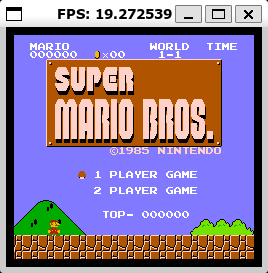 FPS: 19.272539
MARIO WORLD TIME
000000 ×00 1-1
SUPER
MARIO BROS.
©1985 NINTENDO
1 PLAYER GAME
2 PLAYER GAME
TOP- 000000